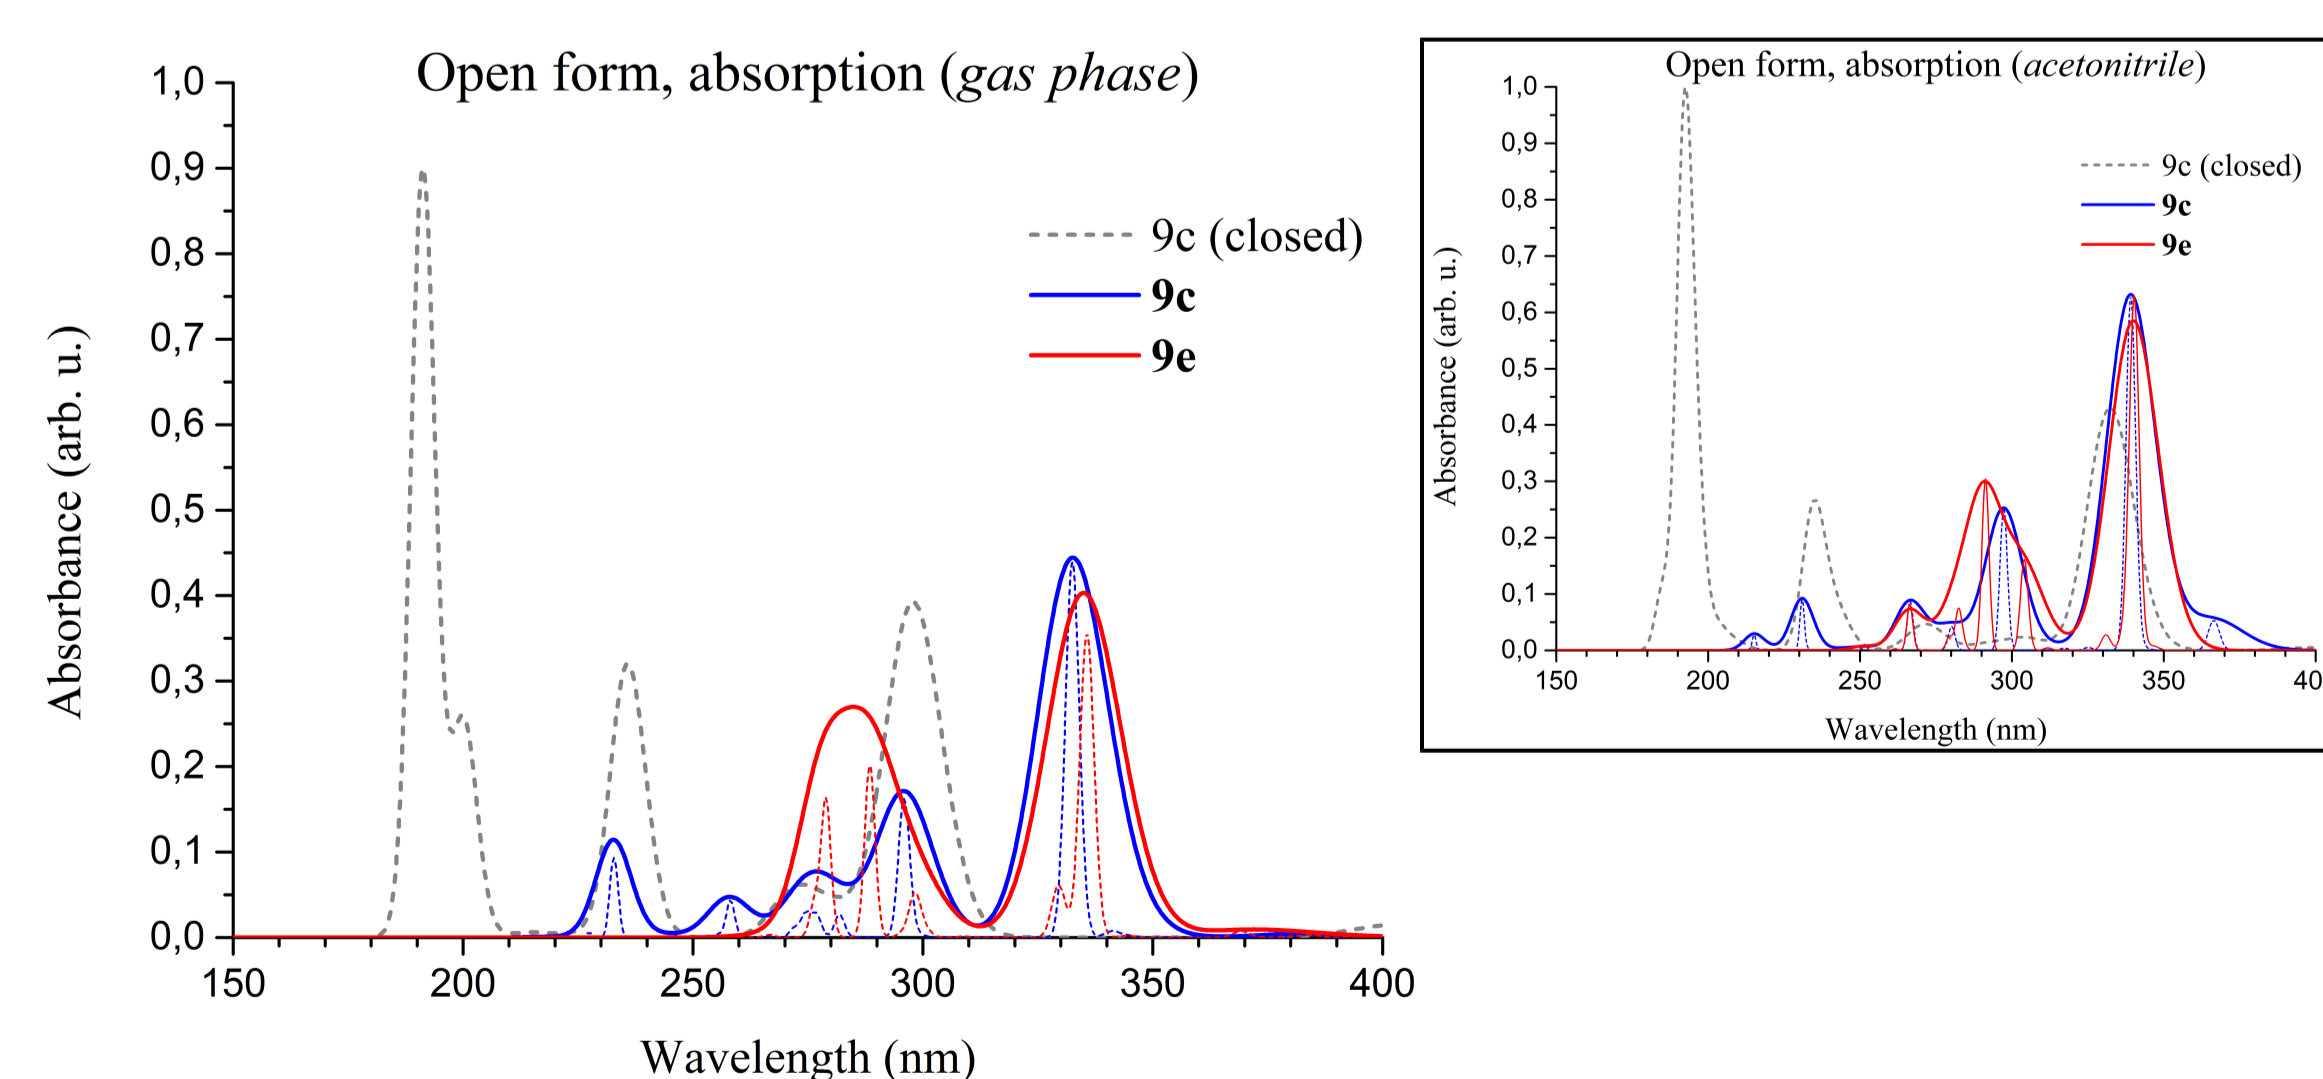 Open form, absorption (gas phase)
Absorbance (arb. u.)
1,0
0,9
0,8
0,7
0,6
0,5
0,4
0,3
0,2
0,1
0,0
9c (closed)
9c
9e
150 200 250 300 350 400
Wavelength (nm)
Open form, absorption (acetonitrile)
Absorbance (arb. u.)
1,0
0,9
0,8
0,7
0,6
0,5
0,4
0,3
0,2
0,1
0,0
9c (closed)
9c
9e
150 200 250 300 350 40
Wavelength (nm)